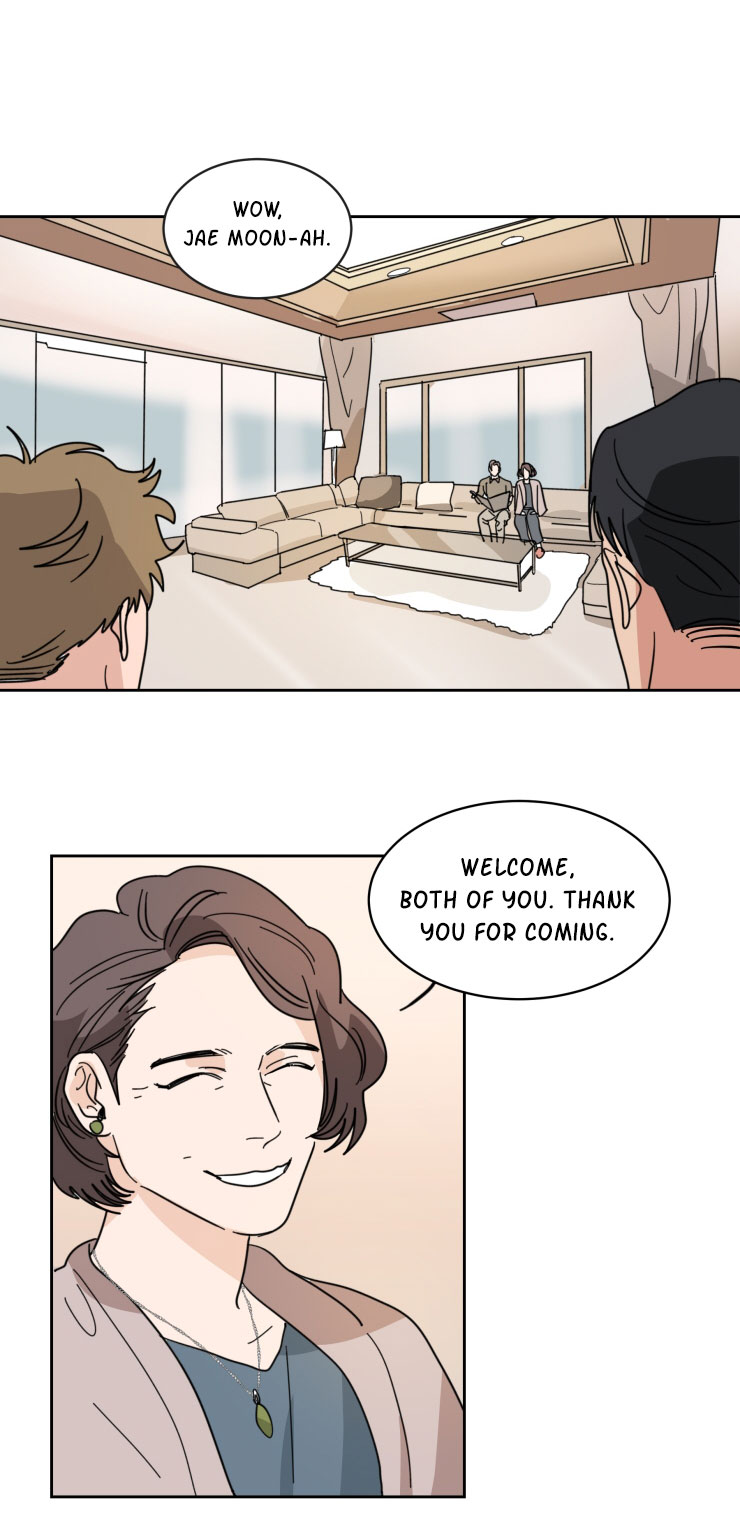 WOW,
JAE MOON-AH.
WELCOME,
BOTH OF YOU. THANK
YOU FOR COMING.